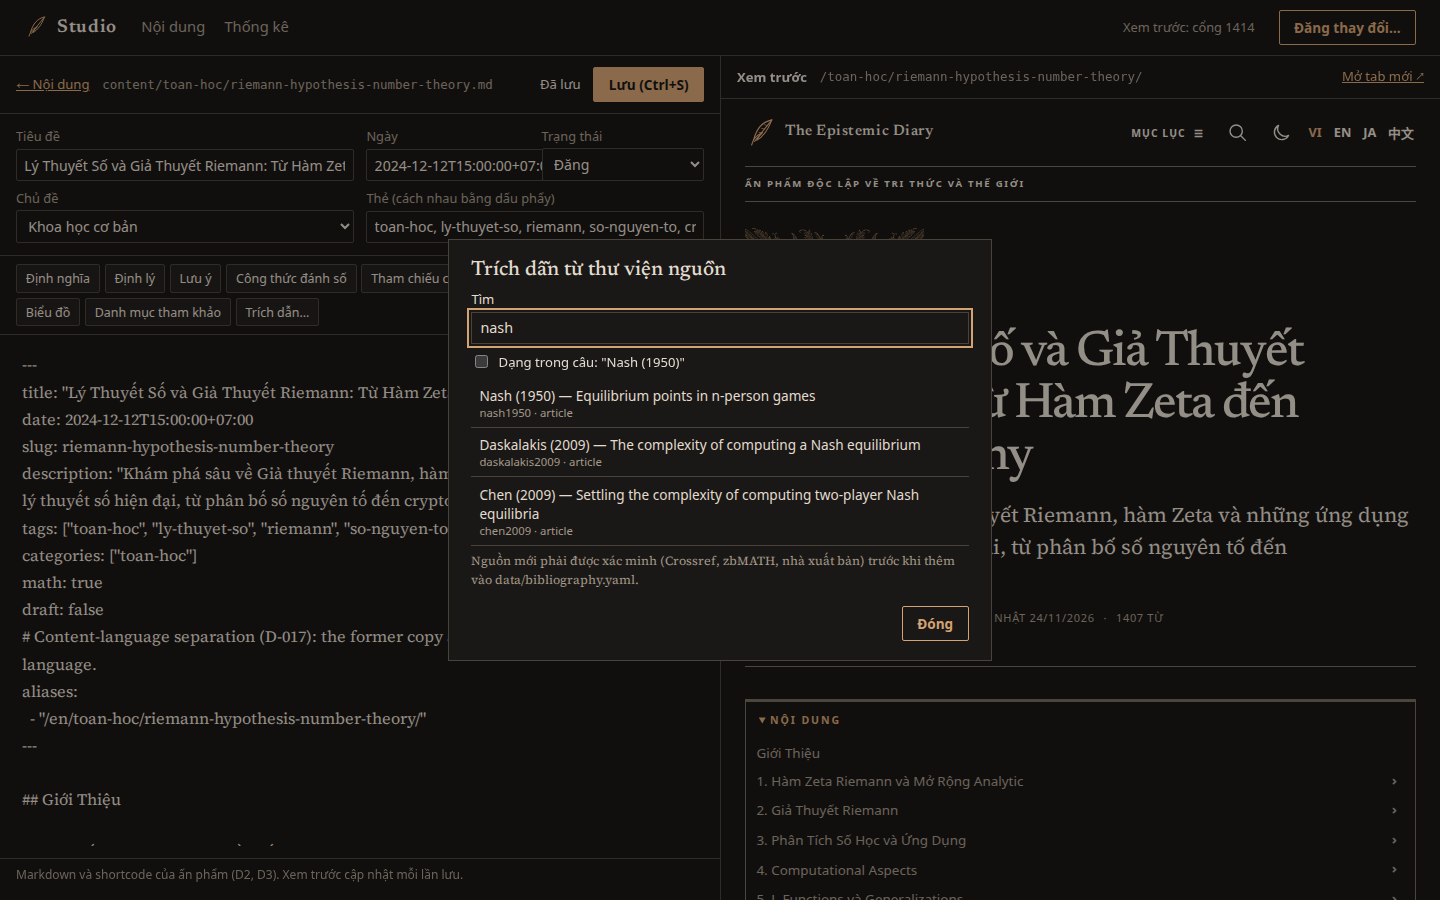 Studio
Nội dung
Thống kê
Xem trước: cổng 1414
Đăng thay đổi...
← Nội dung
content/toan-hoc/riemann-hypothesis-number-theory.md
Đã lưu
Lưu (Ctrl+S)
Tiêu đề
Ngày
Trạng thái
Lý Thuyết Số và Giả Thuyết Riemann: Từ Hàm Zet
2024-12-12T15:00:00+07:0
Đăng
Chủ đề
Thẻ (cách nhau bằng dấu phẩy)
Khoa học cơ bản
toan-hoc, ly-thuyet-so, riemann, so-nguyen-to, cr
Định nghĩa
Định lý
Lưu ý
Công thức đánh số
Tham chiếu c
Biểu đồ
Danh mục tham khảo
Trích dẫn...
---
title: "Lý Thuyết Số và Giả Thuyết Riemann: Từ Hàm Zet
date: 2024-12-12T15:00:00+07:00
slug: riemann-hypothesis-number-theory
description: "Khám phá sâu về Giả thuyết Riemann, hàm
lý thuyết số hiện đại, từ phân bố số nguyên tố đến crypto
tags: ["toan-hoc", "ly-thuyet-so", "riemann", "so-nguyen-to
categories: ["toan-hoc"]
math: true
draft: false
# Content-language separation (D-017): the former copy
language.
aliases:
- "/en/toan-hoc/riemann-hypothesis-number-theory/"
---
## Giới Thiệu
Markdown và shortcode của ấn phẩm (D2, D3). Xem trước cập nhật mỗi lần lưu.
Trích dẫn từ thư viện nguồn
Tìm
nash
Dạng trong câu: "Nash (1950)"
Nash (1950) — Equilibrium points in n-person games
nash1950 · article
Daskalakis (2009) — The complexity of computing a Nash equilibrium
daskalakis2009 · article
Chen (2009) — Settling the complexity of computing two-player Nash
equilibria
chen2009 · article
Nguồn mới phải được xác minh (Crossref, zbMATH, nhà xuất bản) trước khi thêm
vào data/bibliography.yaml.
Đóng
Xem trước
/toan-hoc/riemann-hypothesis-number-theory/
Mở tab mới ↗
The Epistemic Diary
MỤC LỤC ☰
VI EN JA 中文
ẤN PHẨM ĐỘC LẬP VỀ TRI THỨC VÀ THẾ GIỚI
ố và Giả Thuyết
ừ Hàm Zeta đến
hy
yết Riemann, hàm Zeta và những ứng dụng
i, từ phân bố số nguyên tố đến
NHẬT 24/11/2026 · 1407 TỪ
▼ NỘI DUNG
Giới Thiệu
1. Hàm Zeta Riemann và Mở Rộng Analytic
2. Giả Thuyết Riemann
3. Phân Tích Số Học và Ứng Dụng
4. Computational Aspects
5. L-Functions và Generalizations